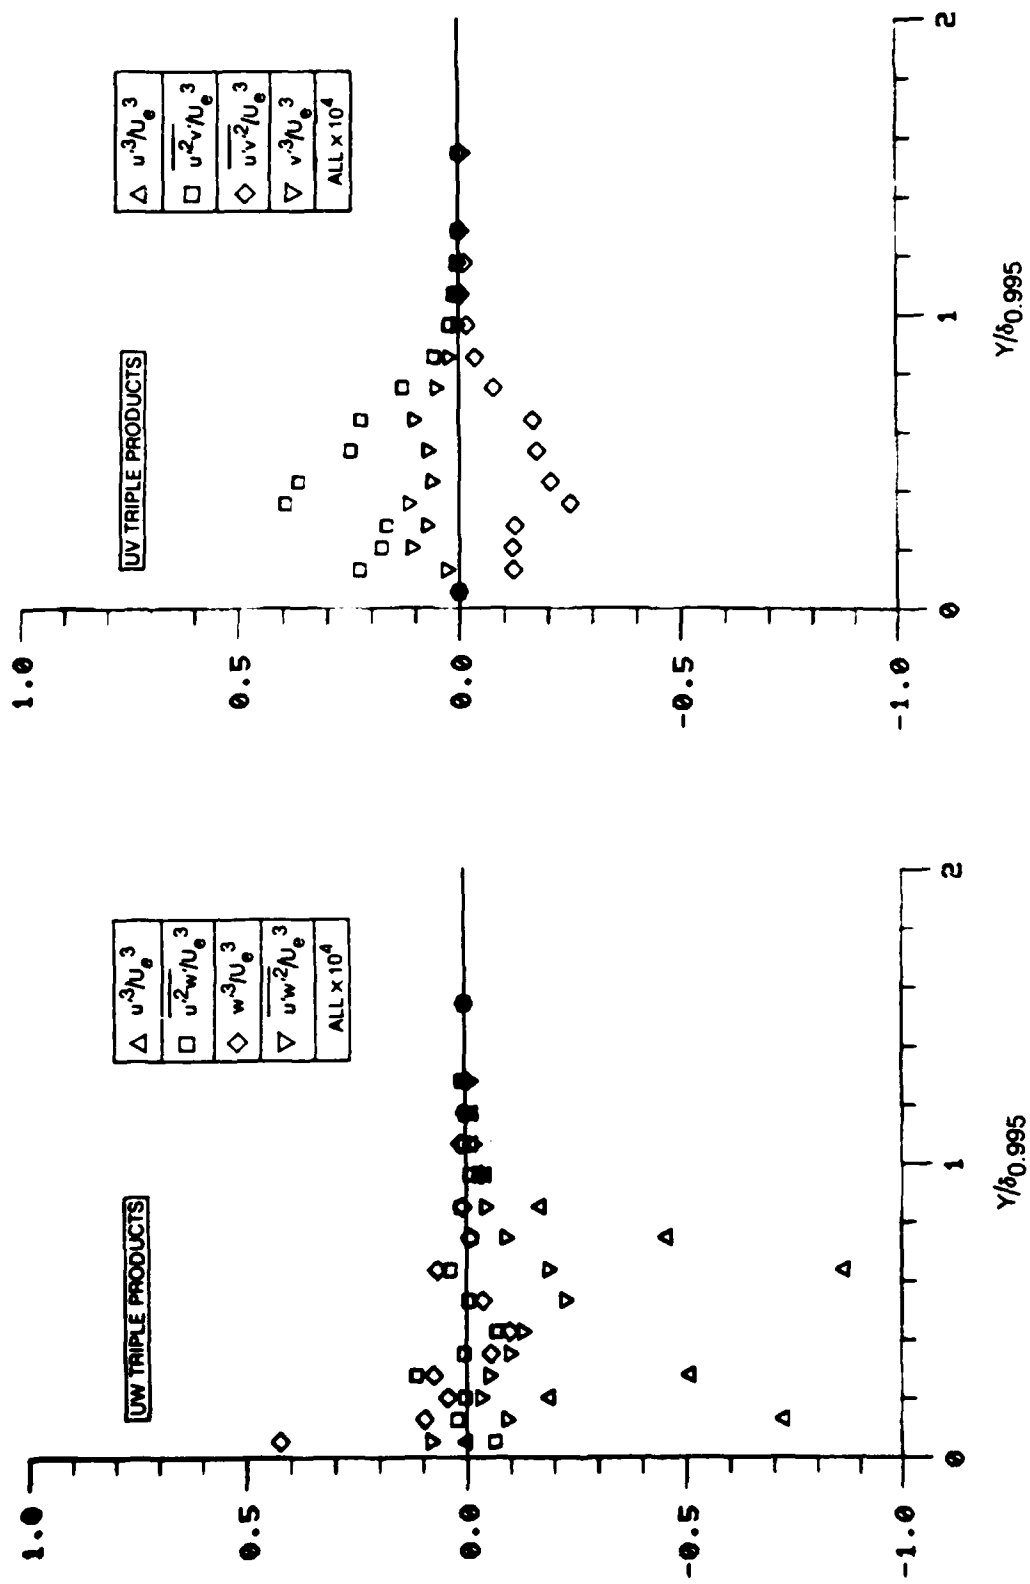 UW TRIPLE PRODUCTS
△ u'³/Uₑ³
□ u'²w'/Uₑ³
◇ w'³/Uₑ³
▽ u'w'²/Uₑ³
ALL x 10⁴
1.0
0.5
0.0
-0.5
-1.0
0
1
2
Y/δ0.995
UV TRIPLE PRODUCTS
△ u'³/Uₑ³
□ u'²v'/Uₑ³
◇ u'v'²/Uₑ³
▽ v'³/Uₑ³
ALL x 10⁴
1.0
0.5
0.0
-0.5
-1.0
0
1
2
Y/δ0.995